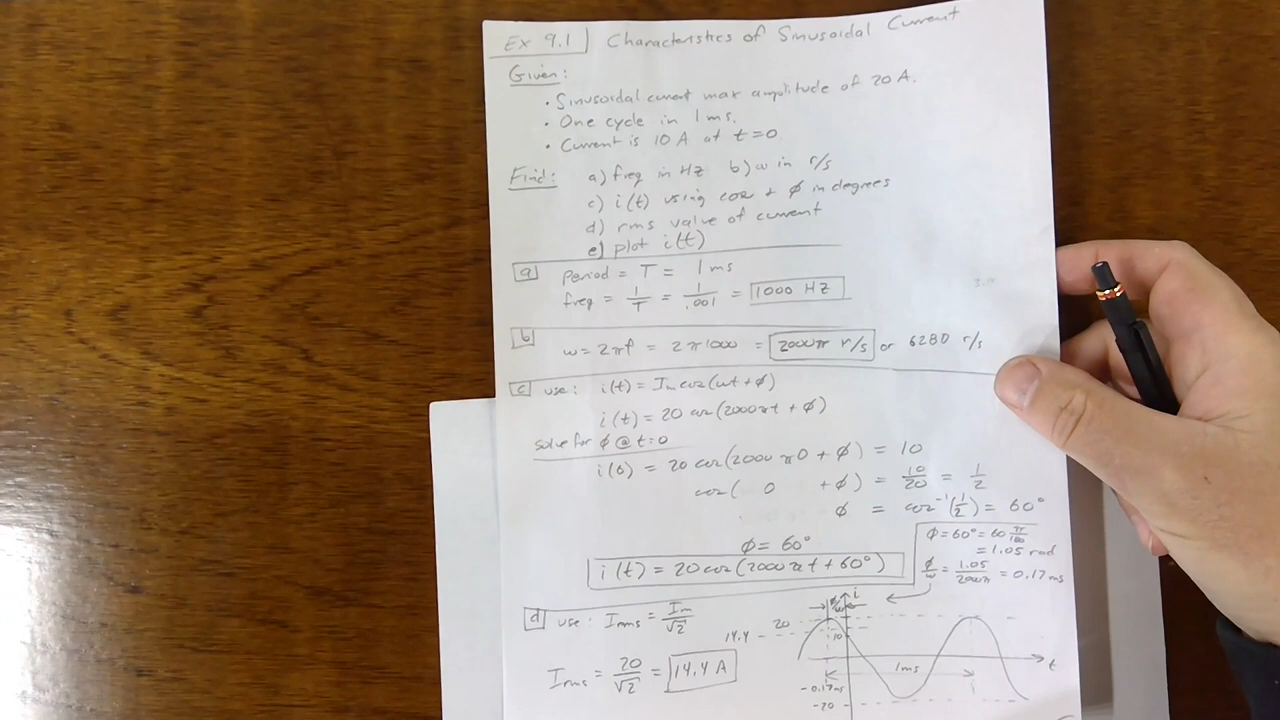 Ex 9.1 Characteristics of Sinusoidal Current
Given:
• Sinusoidal current max amplitude of 20 A.
• One cycle in 1 ms.
• Current is 10 A at t=0
Find: a) freq in Hz b) ω in r/s
c) i(t) using cos + ϕ in degrees
d) rms value of current
e) plot i(t)
a period = T = 1 ms
freq = 1/T = 1/.001 = 1000 Hz
b ω = 2πf = 2π1000 = 2000π r/s or 6280 r/s
c use: i(t) = Im cos(ωt + ϕ)
i(t) = 20 cos(2000πt + ϕ)
solve for ϕ @ t=0
i(0) = 20 cos(2000π0 + ϕ) = 10
cos( 0 + ϕ) = 10/20 = 1/2
ϕ = cos⁻¹(1/2) = 60°
ϕ = 60°
i(t) = 20 cos(2000πt + 60°)
ϕ = 60° = 60 π/180
= 1.05 rad
ϕ/ω = 1.05/2000π = 0.17 ms
d use: Irms = Im/√2
Irms = 20/√2 = 14.4 A
ϕ/ω i
20
14.4
10
1ms
t
-0.17ms
-20